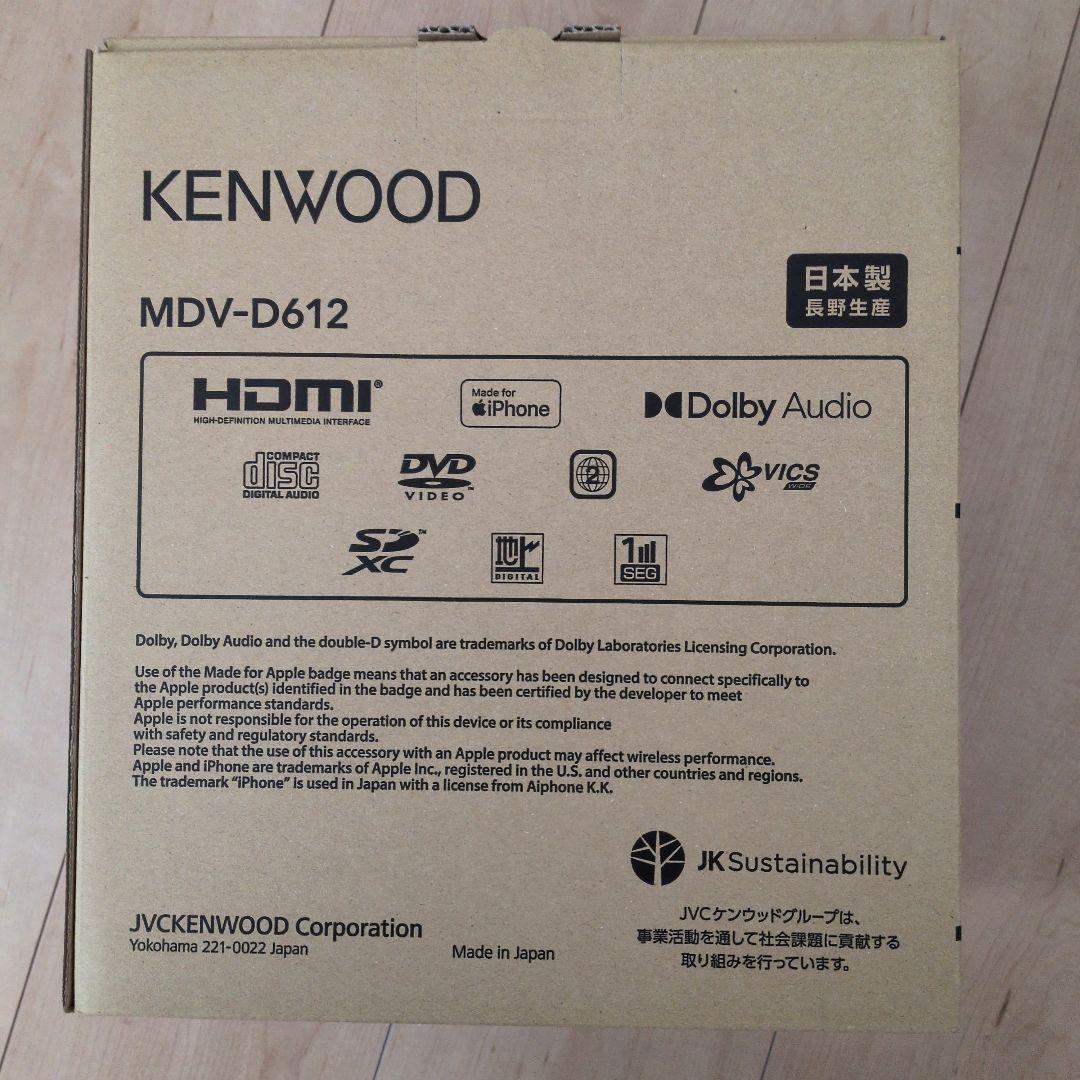 KENWOOD
日本製
長野生産
MDV-D612
HDMI®
HIGH-DEFINITION MULTIMEDIA INTERFACE
Made for
iPhone
Dolby Audio
COMPACT
disc
DIGITAL AUDIO
DVD
VIDEO™
2
VICS
WIDE
SD™
XC
地上
DIGITAL
1
SEG
Dolby, Dolby Audio and the double-D symbol are trademarks of Dolby Laboratories Licensing Corporation.
Use of the Made for Apple badge means that an accessory has been designed to connect specifically to
the Apple product(s) identified in the badge and has been certified by the developer to meet
Apple performance standards.
Apple is not responsible for the operation of this device or its compliance
with safety and regulatory standards.
Please note that the use of this accessory with an Apple product may affect wireless performance.
Apple and iPhone are trademarks of Apple Inc., registered in the U.S. and other countries and regions.
The trademark “iPhone” is used in Japan with a license from Aiphone K.K.
JKSustainability
JVCケンウッドグループは、
事業活動を通して社会課題に貢献する
取り組みを行っています。
JVCKENWOOD Corporation
Yokohama 221-0022 Japan
Made in Japan